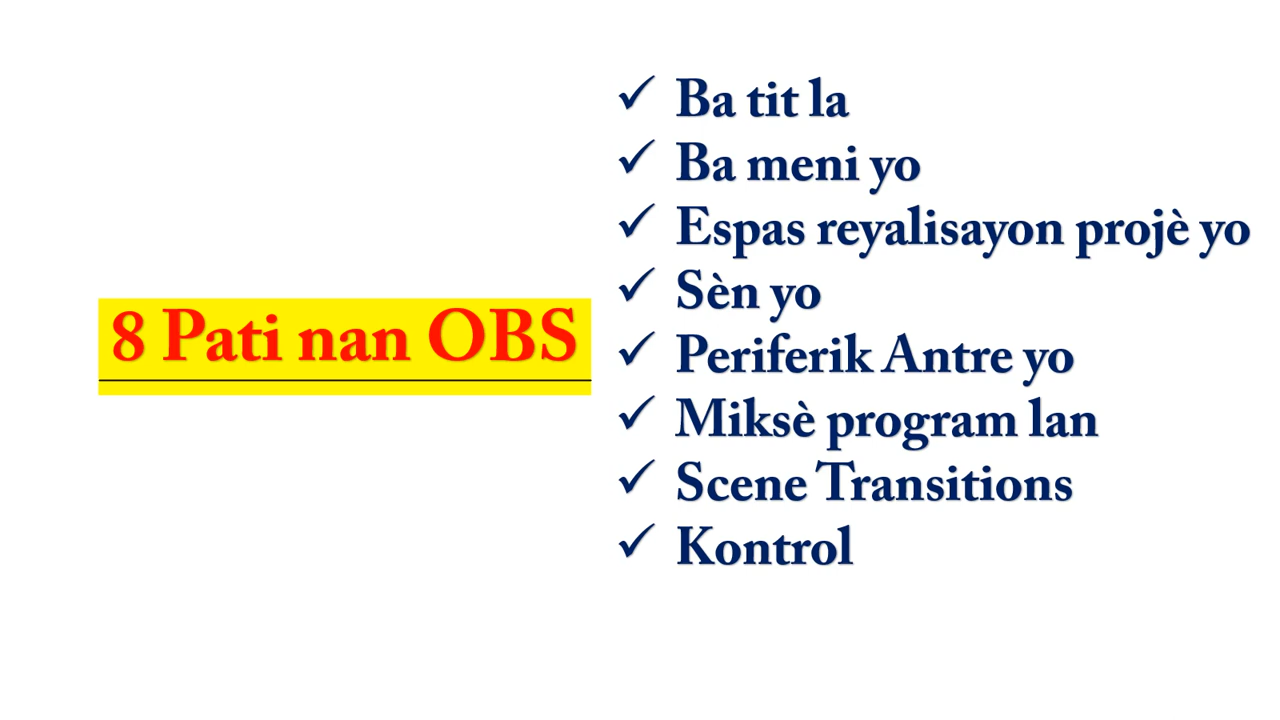 8 Pati nan OBS
✓ Ba tit la
✓ Ba meni yo
✓ Espas reyalisayon projè yo
✓ Sèn yo
✓ Periferik Antre yo
✓ Miksè program lan
✓ Scene Transitions
✓ Kontrol